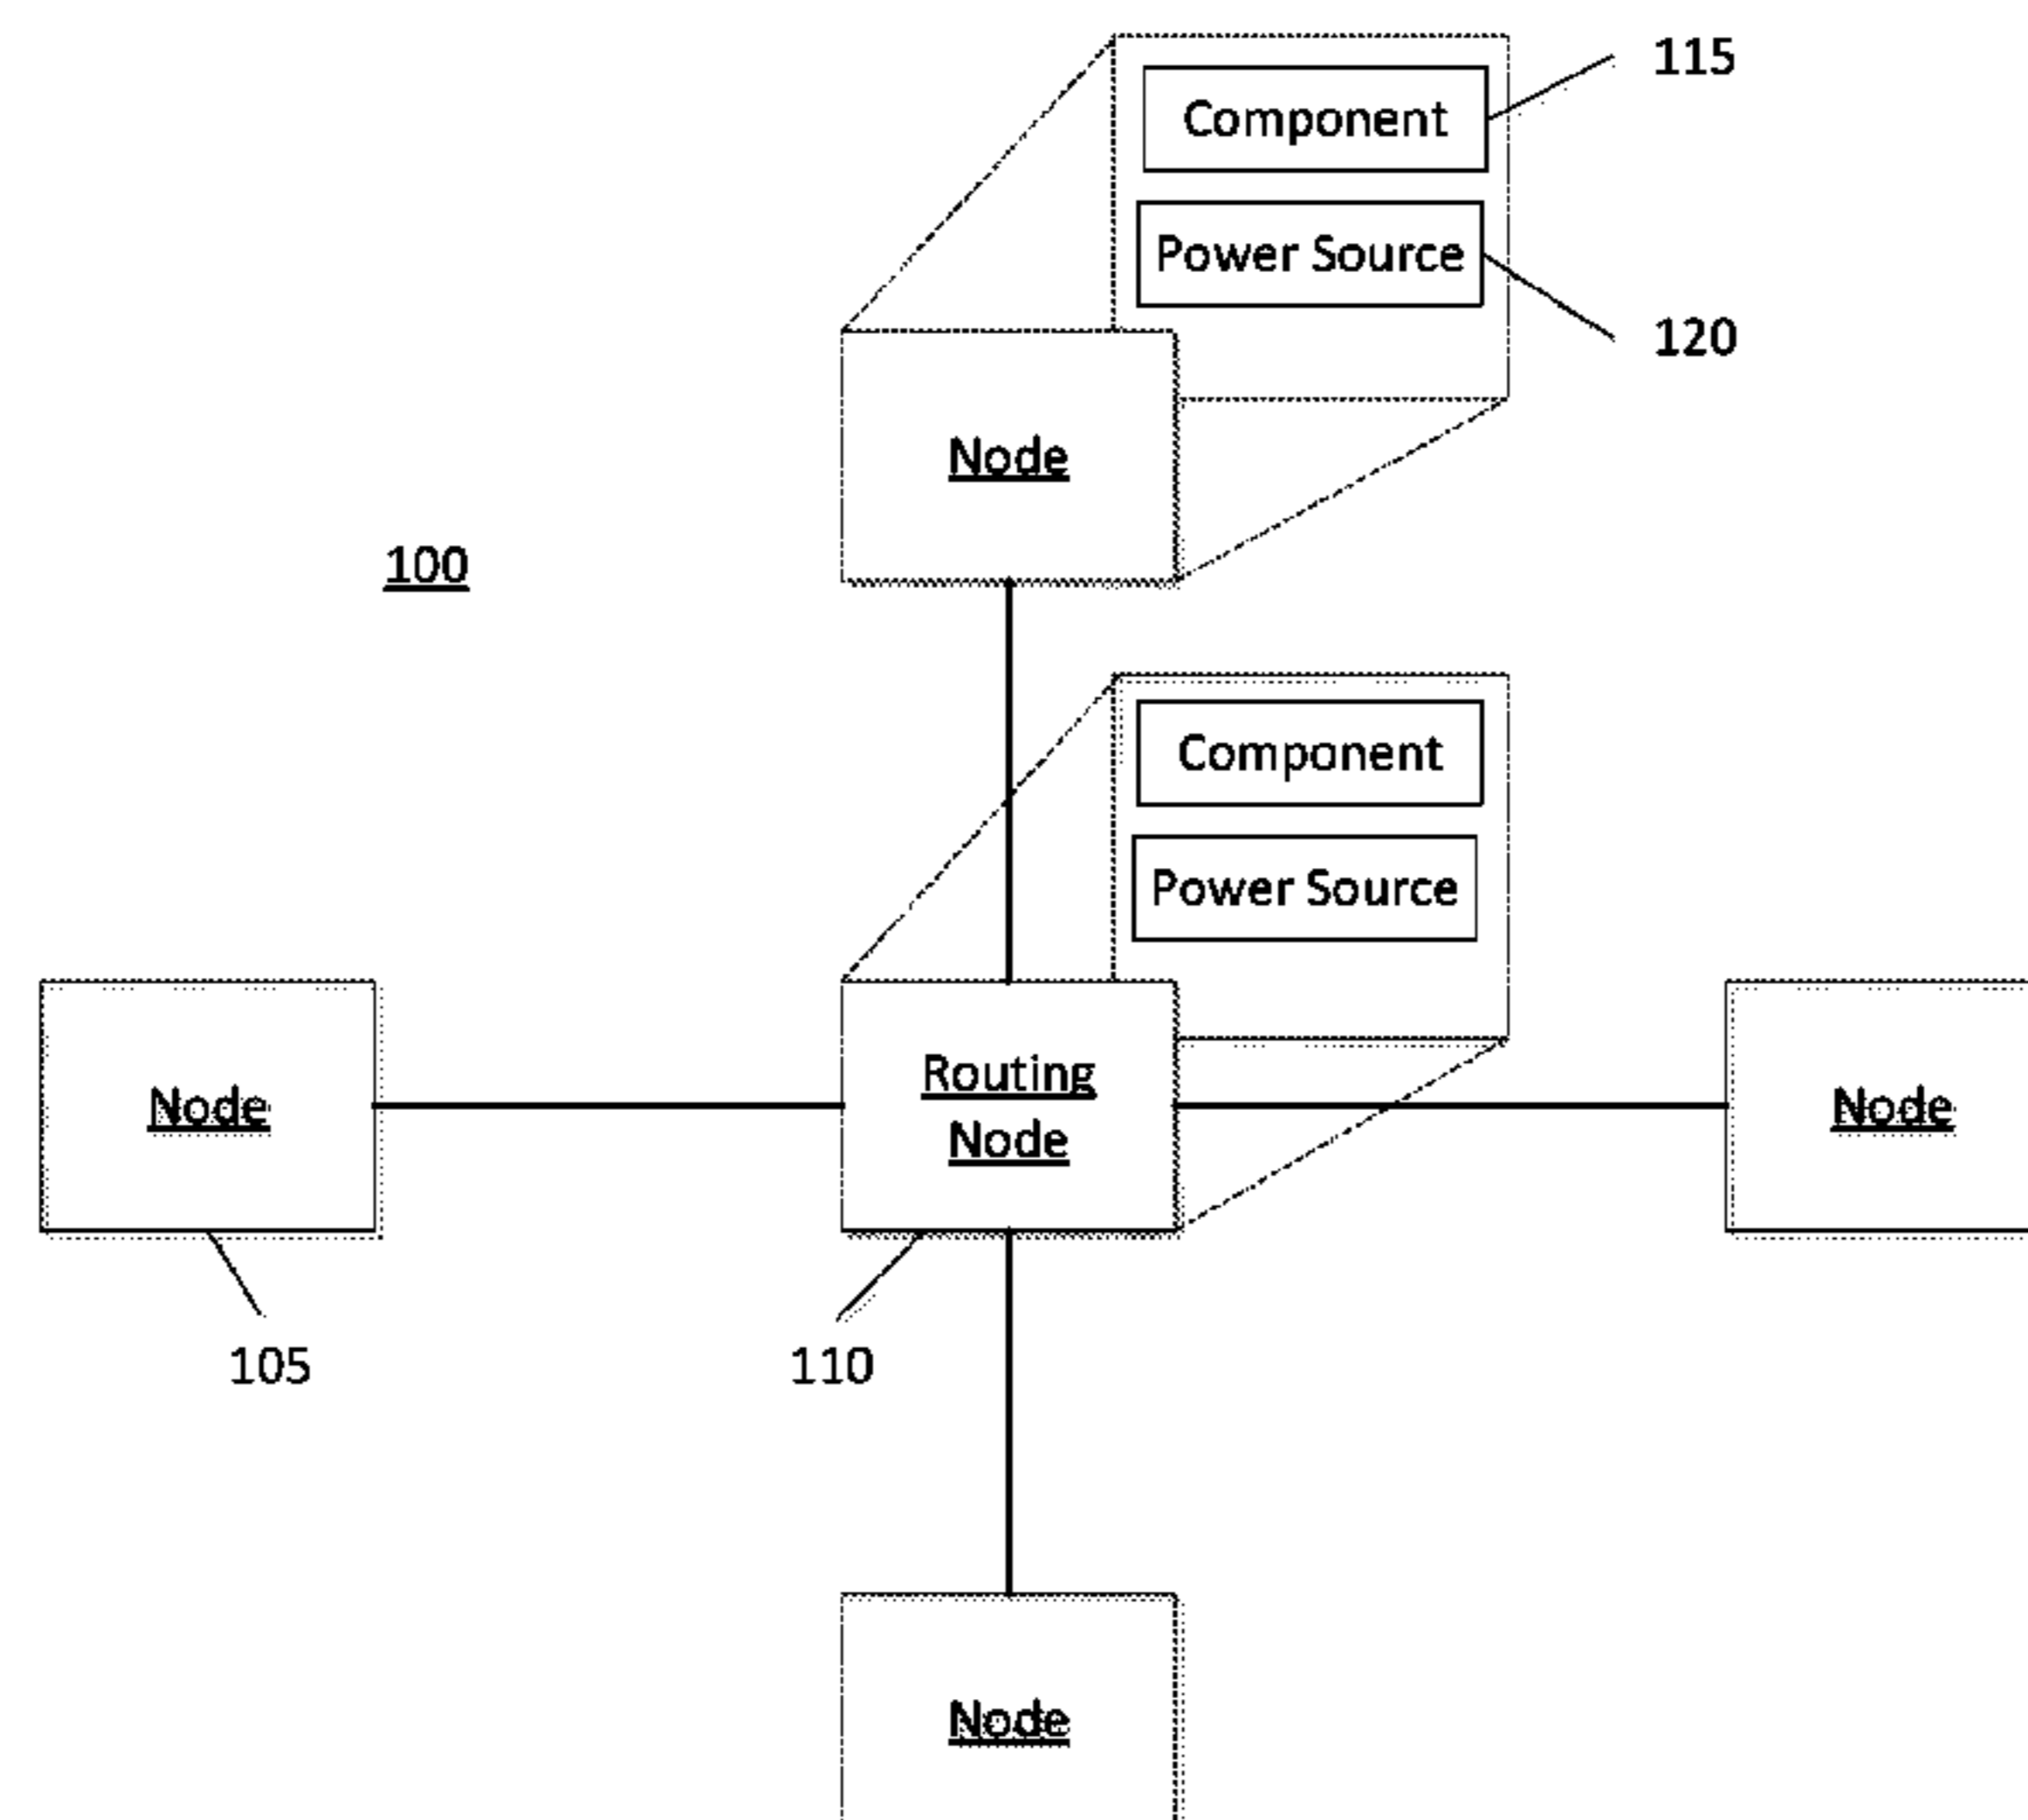 115
Component
Power Source
120
Node
100
Component
Power Source
Node
Routing
Node
Node
105
110
Node